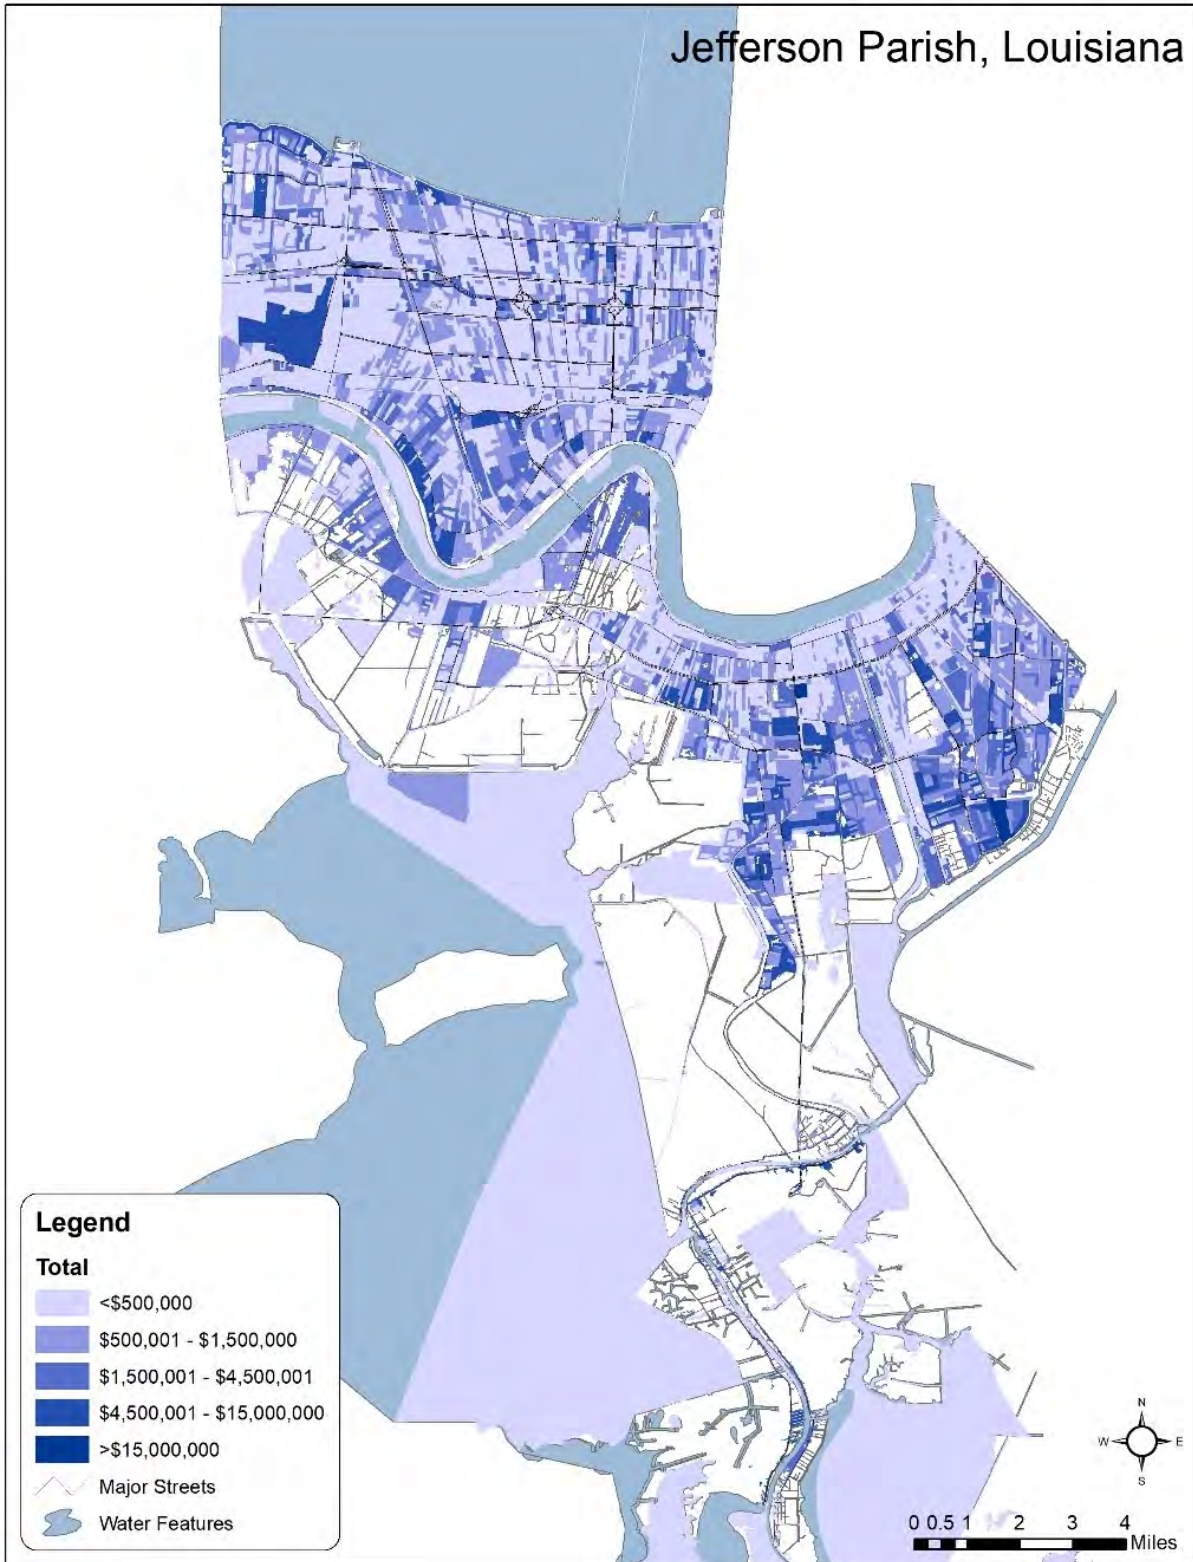 Jefferson Parish, Louisiana
Legend
Total
<$500,000
$500,001 - $1,500,000
$1,500,001 - $4,500,001
$4,500,001 - $15,000,000
>$15,000,000
Major Streets
Water Features
N
W E
S
0 0.5 1 2 3 4
Miles